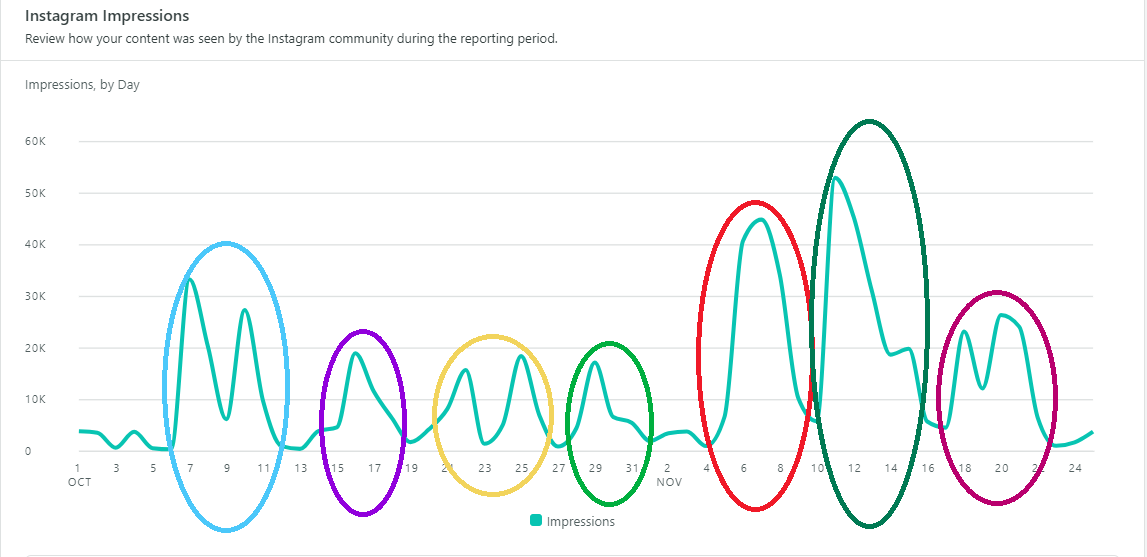 Instagram Impressions
Review how your content was seen by the Instagram community during the reporting period.
Impressions, by Day
60K
50K
40K
30K
20K
10K
0
1 3 5 7 9 11 13 15 17 19 21 23 25 27 29 31 2 4 6 8 10 12 14 16 18 20 22 24
OCT NOV
Impressions